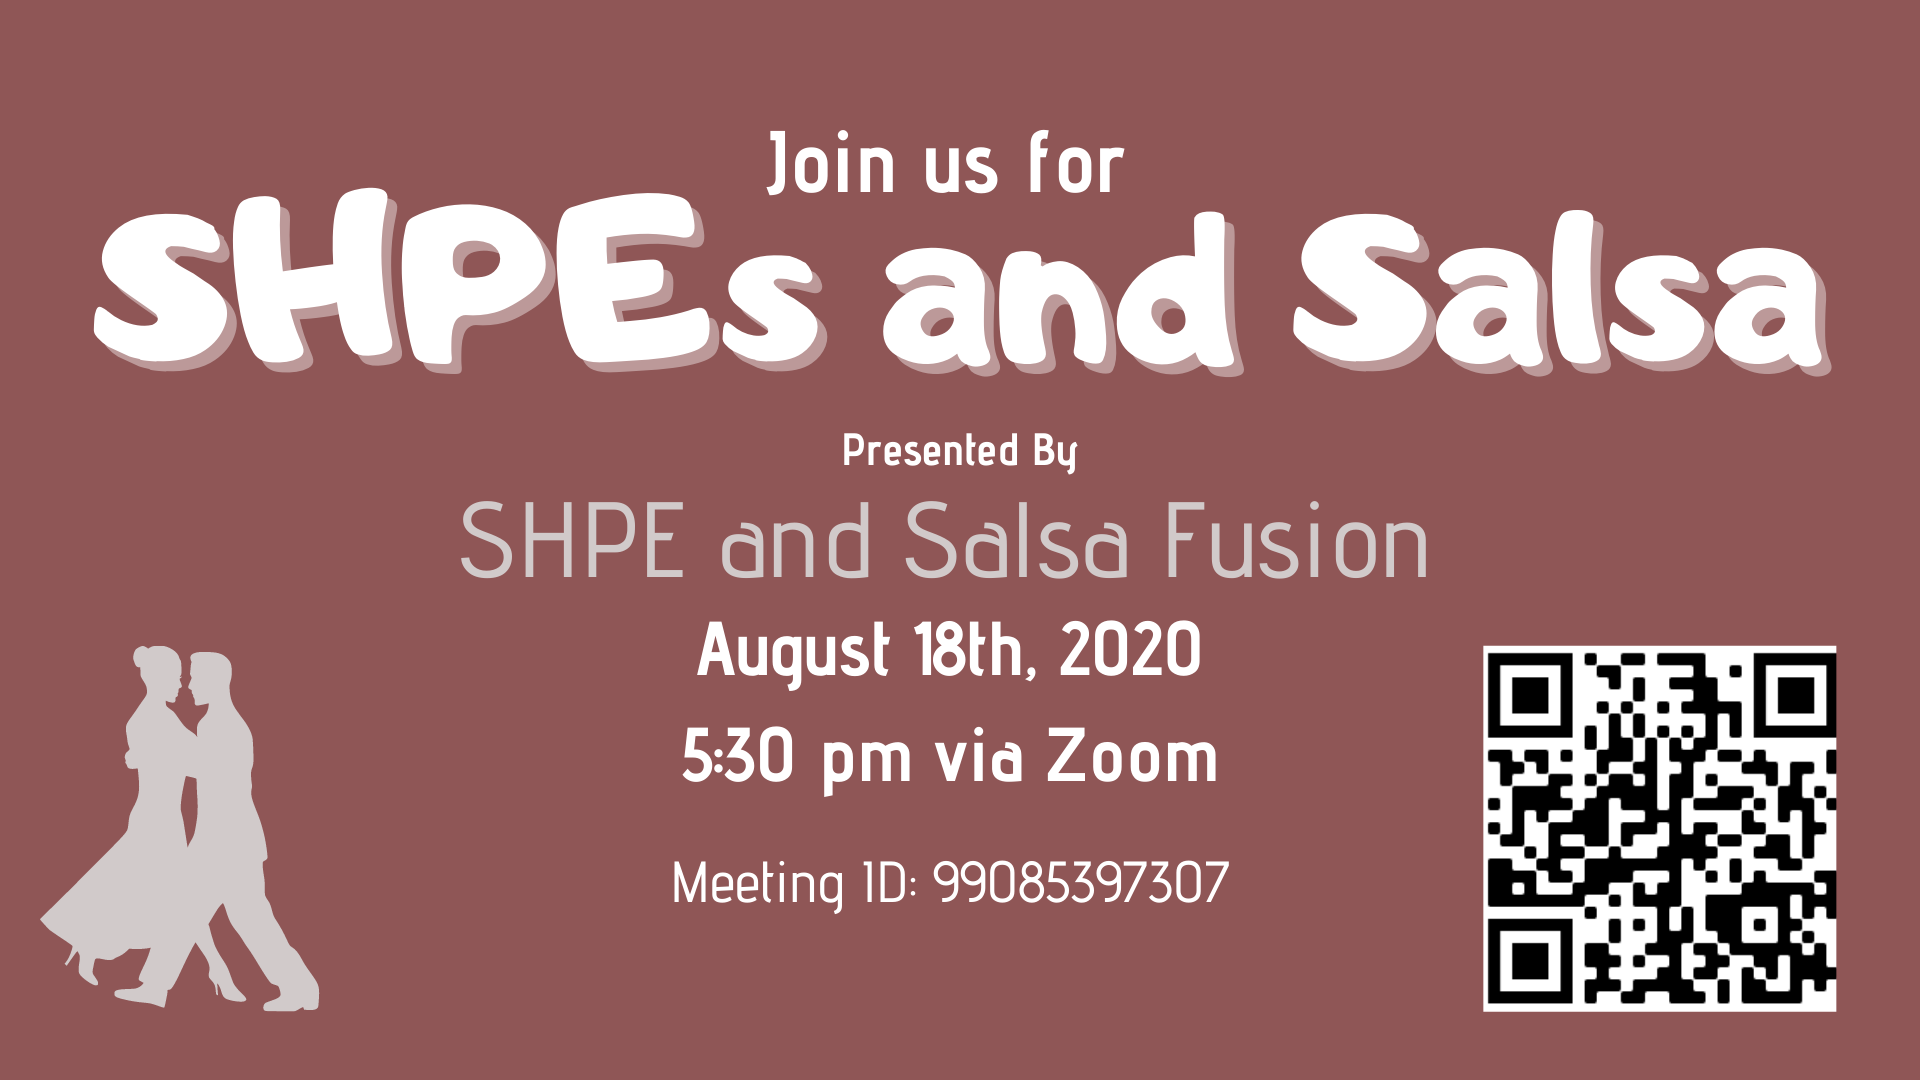 Join us for
SHPEs and Salsa
Presented By
SHPE and Salsa Fusion
August 18th, 2020
5:30 pm via Zoom
Meeting ID: 99085397307